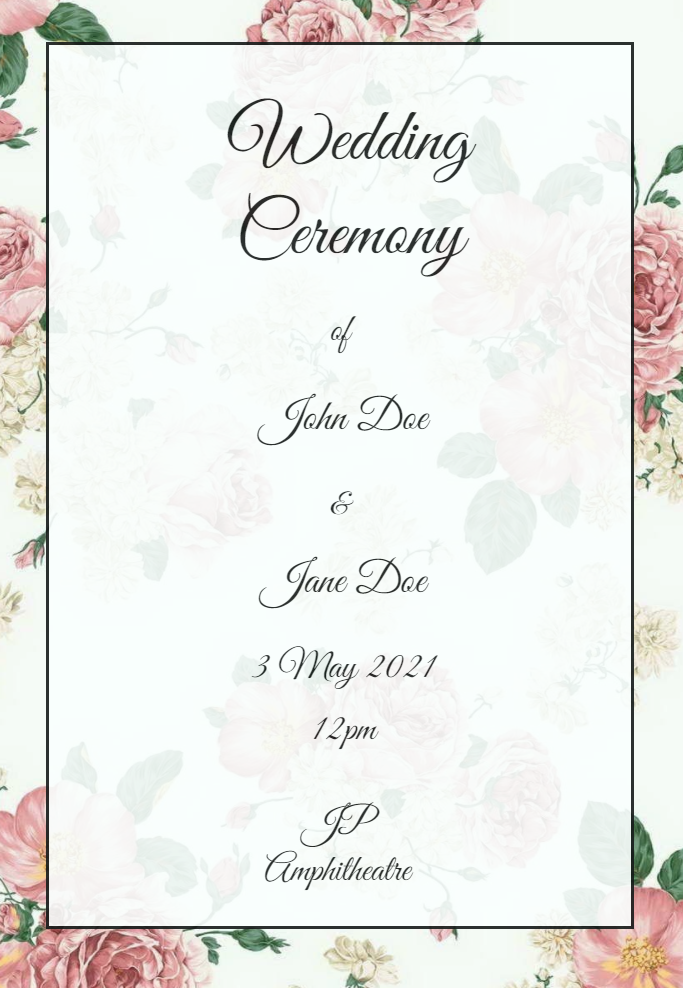 Wedding
Ceremony
of
John Doe
&
Jane Doe
3 May 2021
12pm
JP
Amphitheatre